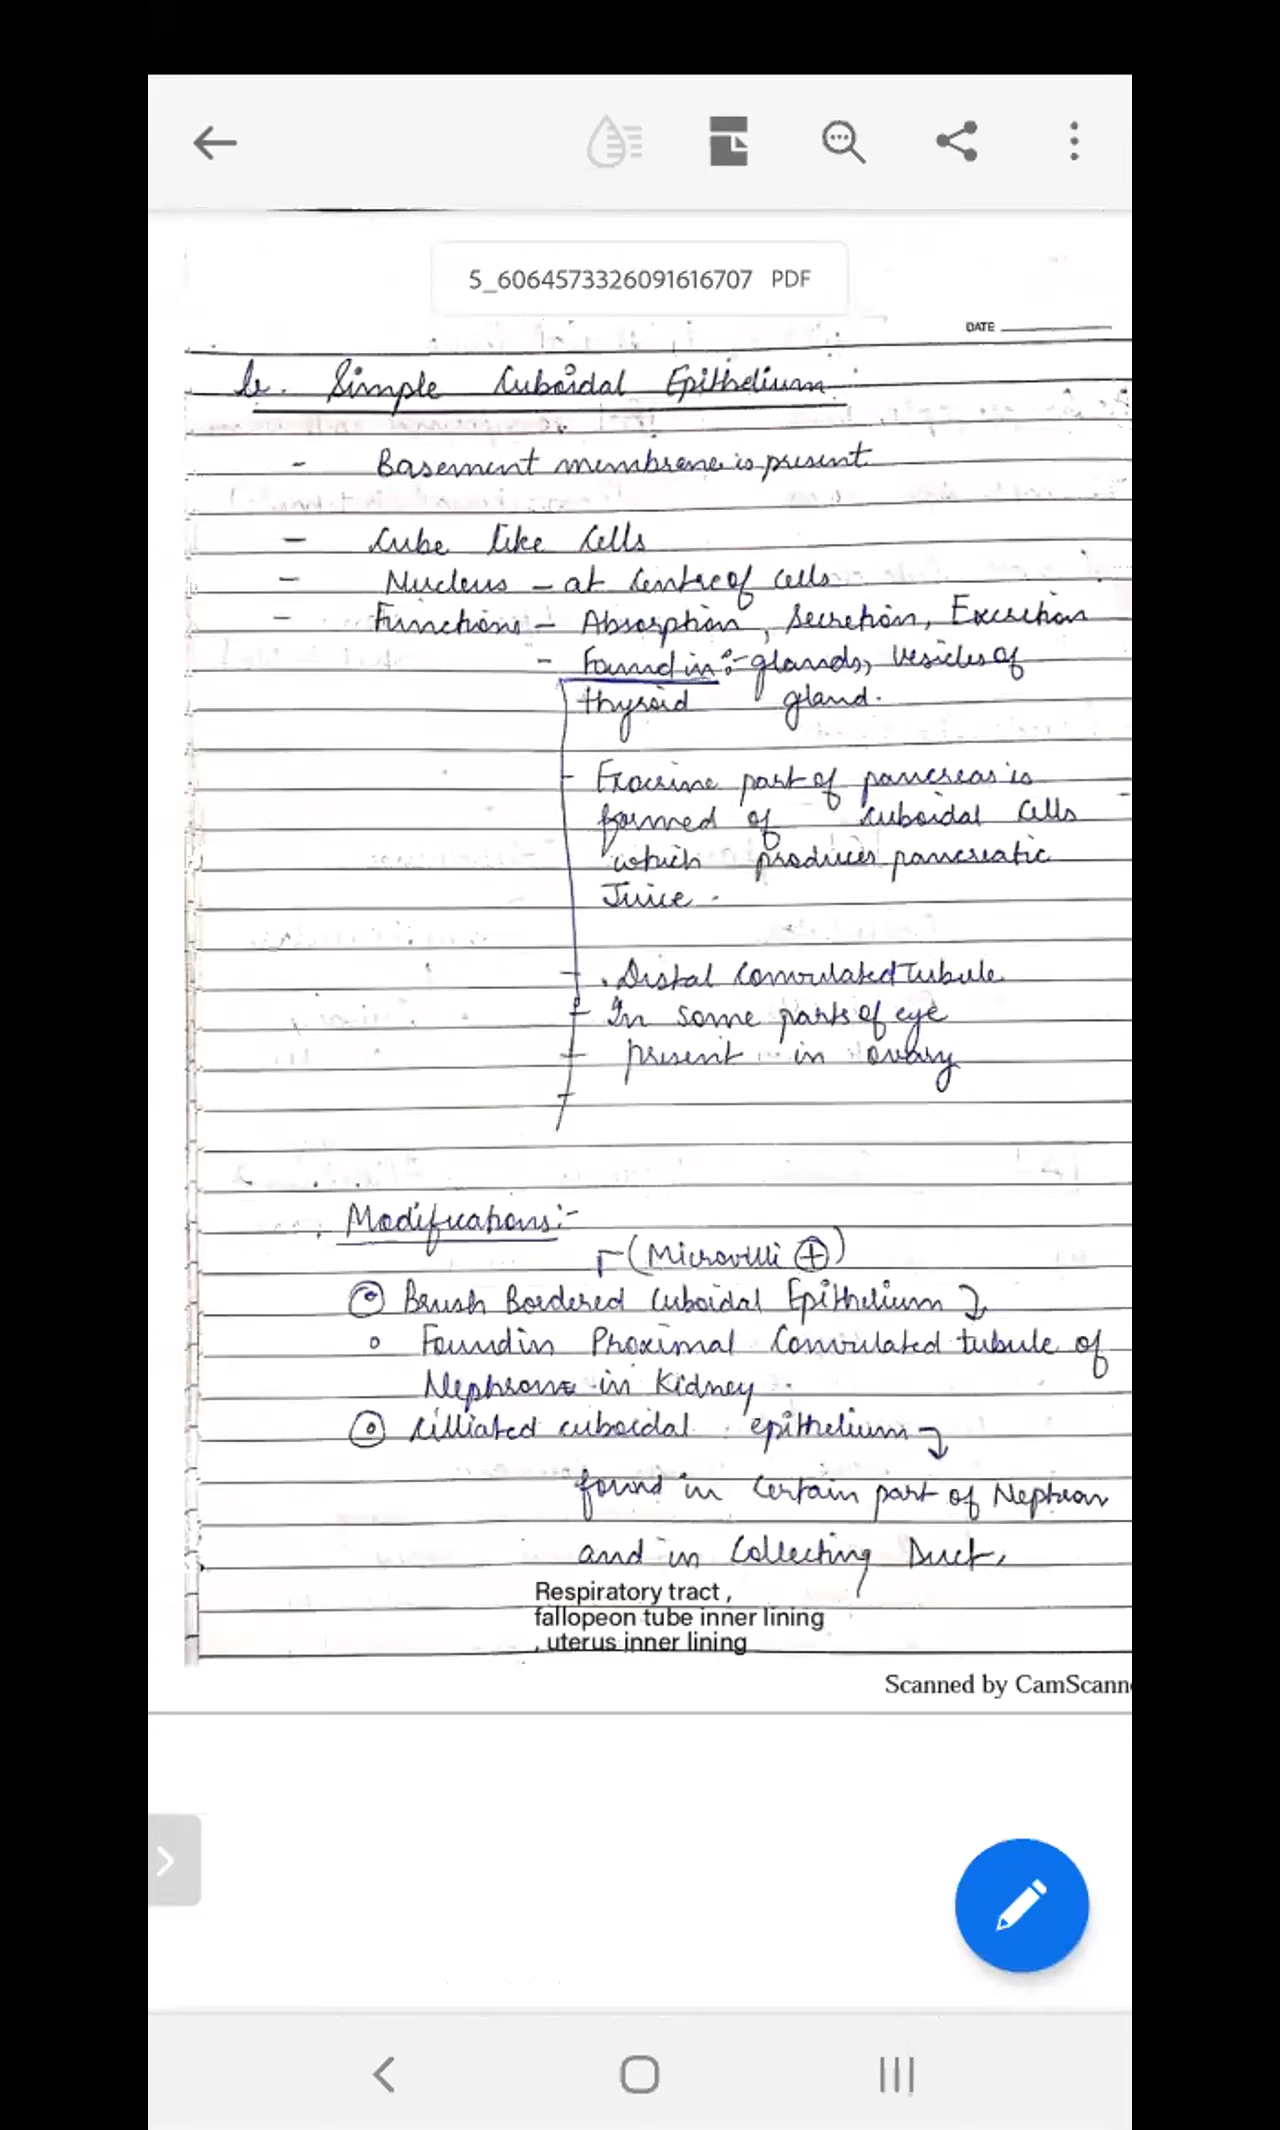 5_6064573326091616707 PDF
DATE
b. Simple Cuboidal Epithelium
- Basement membrane is present
- Cube like Cells
- Nucleus - at Centre of Cells
- Functions - Absorption, Secretion, Excretion
- Found in :- glands, Vesicles of
thyroid gland.
- Exocrine part of pancreas is
formed of cuboidal Cells
which produces pancreatic
Juice.
- Distal Convulated Tubule
- In some parts of eye
- present in ovary
-
Modifications:-
(Microvilli +)
Brush Bordered Cuboidal Epithelium
Found in Proximal Convulated tubule of
Nephrone in Kidney.
Cilliated cuboidal epithelium
found in Certain part of Nephron
and in Collecting Duct,
Respiratory tract ,
fallopeon tube inner lining
, uterus inner lining
Scanned by CamScann